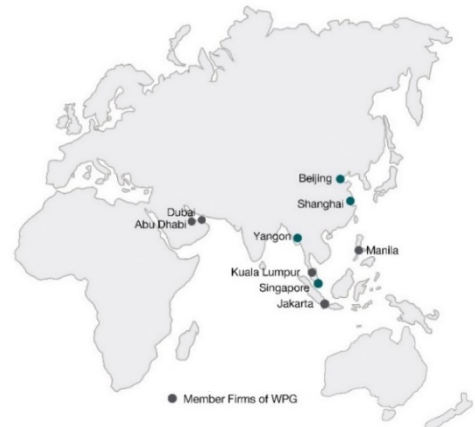 Beijing
Shanghai
Dubai
Abu Dhabi
Yangon
Manila
Kuala Lumpur
Singapore
Jakarta
Member Firms of WPG